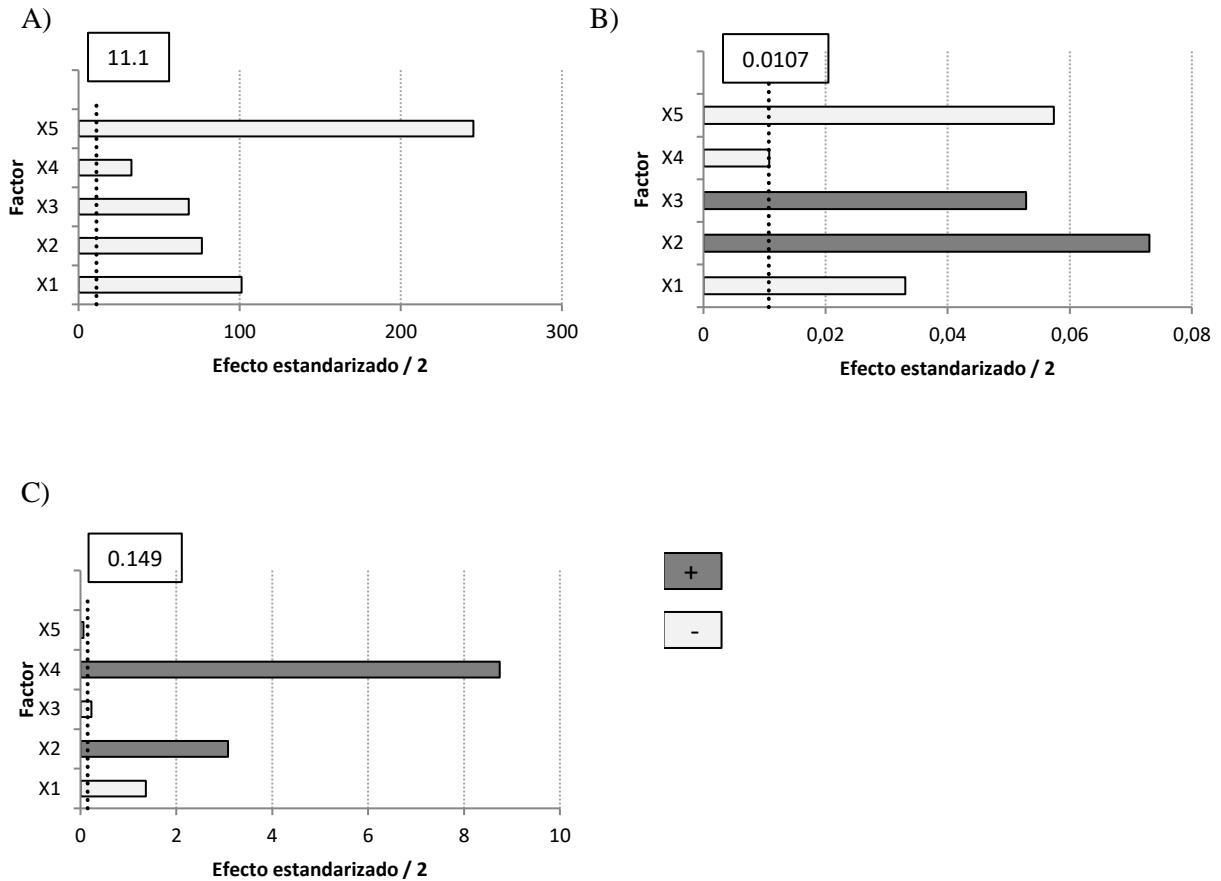 A)
11.1
X5
X4
X3
X2
X1
Factor
0
100
200
300
Efecto estandarizado / 2
B)
0.0107
X5
X4
X3
X2
X1
Factor
0
0,02
0,04
0,06
0,08
Efecto estandarizado / 2
C)
0.149
X5
X4
X3
X2
X1
Factor
0
2
4
6
8
10
Efecto estandarizado / 2
+
-